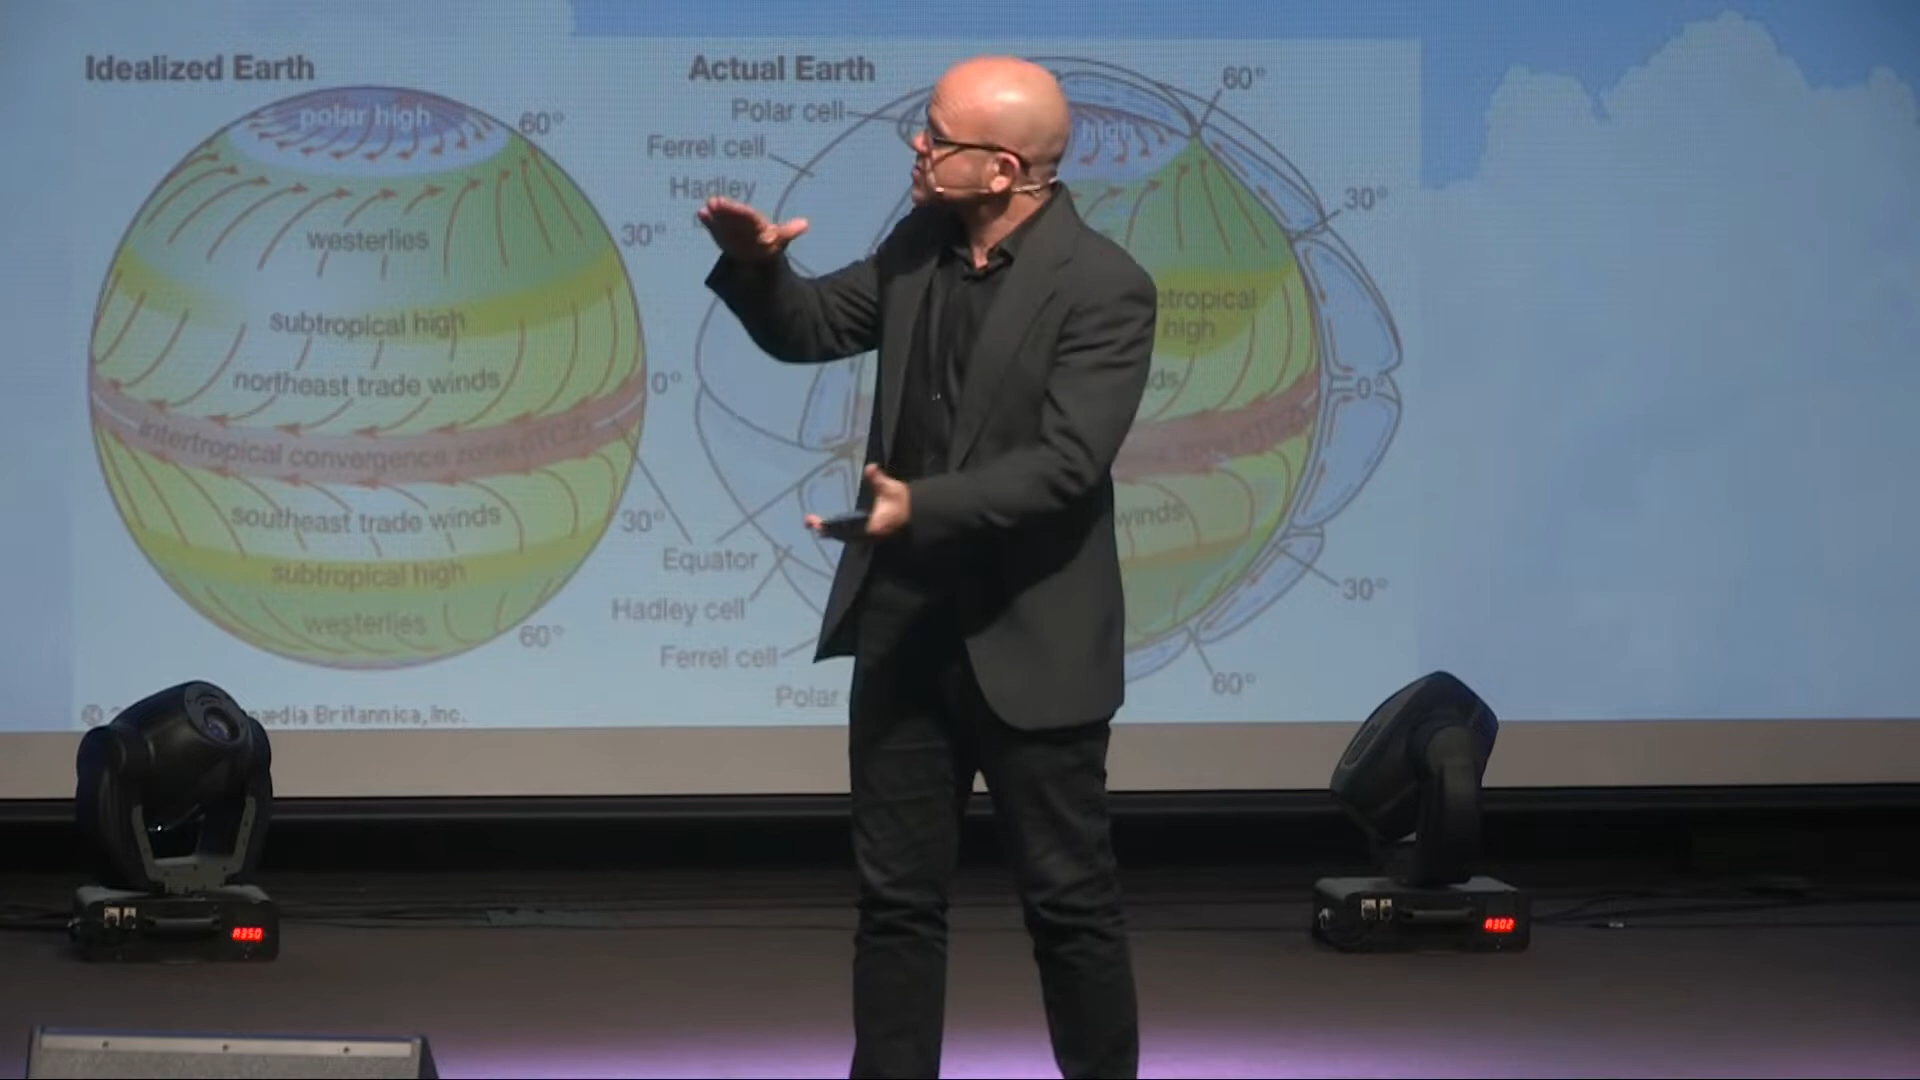 Idealized Earth
polar high
60°
westerlies
30°
subtropical high
northeast trade winds
0°
intertropical convergence zone (ITCZ)
southeast trade winds
30°
subtropical high
westerlies
60°
Britannica, Inc.
Actual Earth
Polar cell
Ferrel cell
Hadley
Equator
Hadley cell
Ferrel cell
Polar
high
60°
30°
high
0°
winds
30°
60°
A350
A302